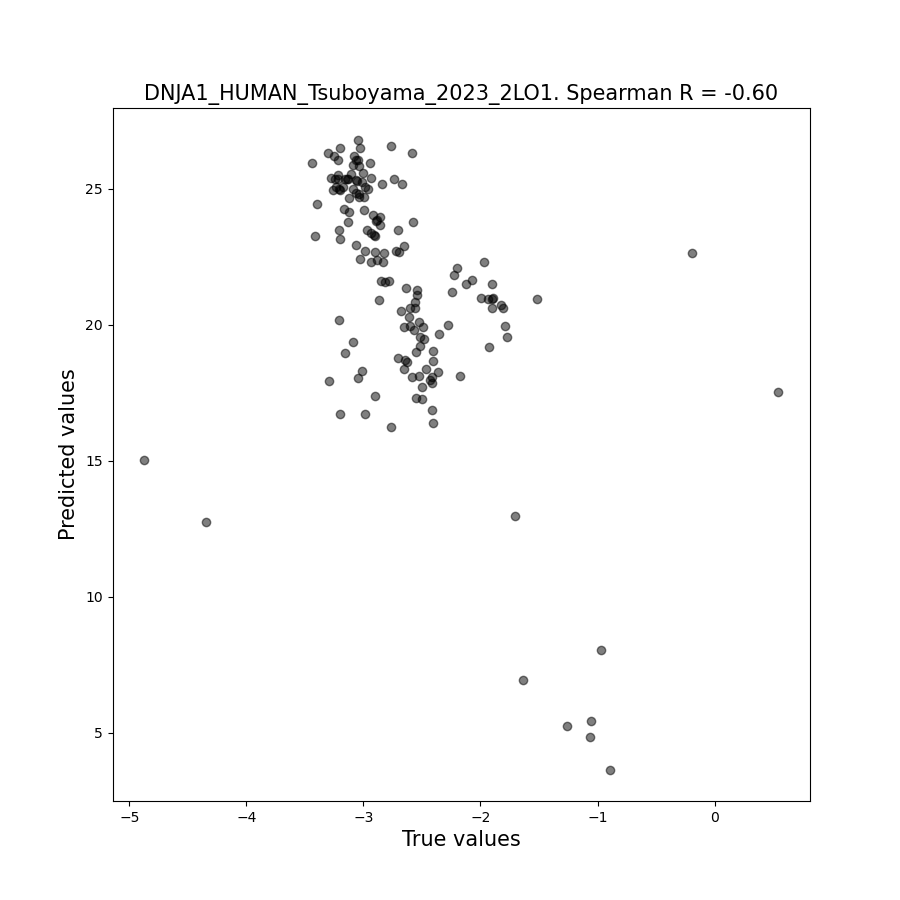 DNJA1_HUMAN_Tsuboyama_2023_2LO1. Spearman R = -0.60
25
20
15
10
5
Predicted values
−5 −4 −3 −2 −1 0
True values